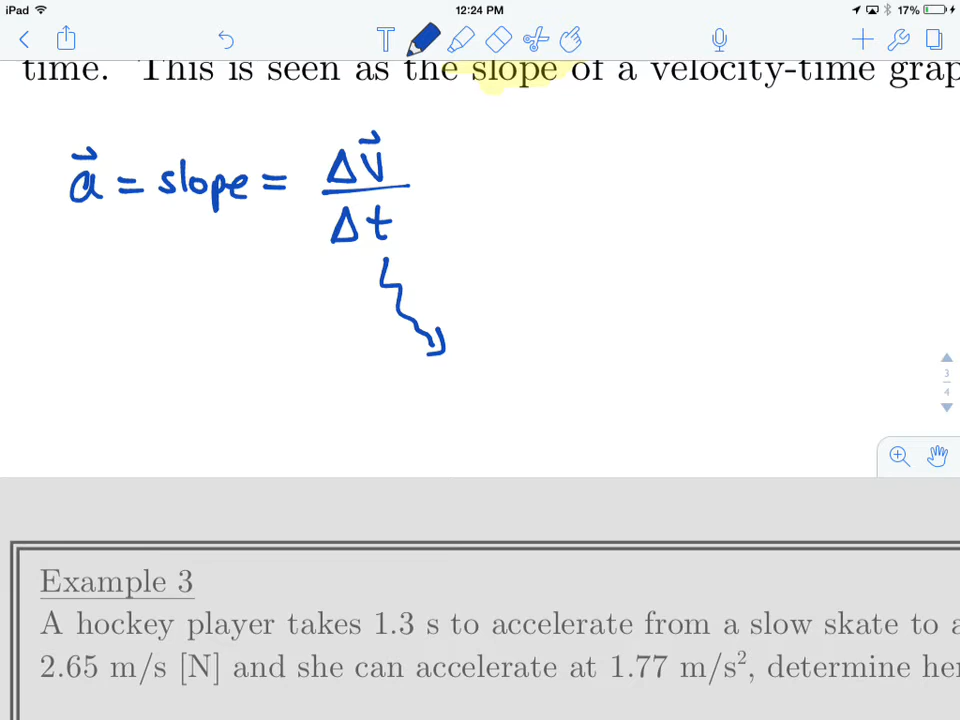 iPad 12:24 PM 17%
T
time. This is seen as the slope of a velocity-time grap
a⃗ = slope = Δv⃗
Δt
3
4
Example 3
A hockey player takes 1.3 s to accelerate from a slow skate to a
2.65 m/s [N] and she can accelerate at 1.77 m/s², determine her